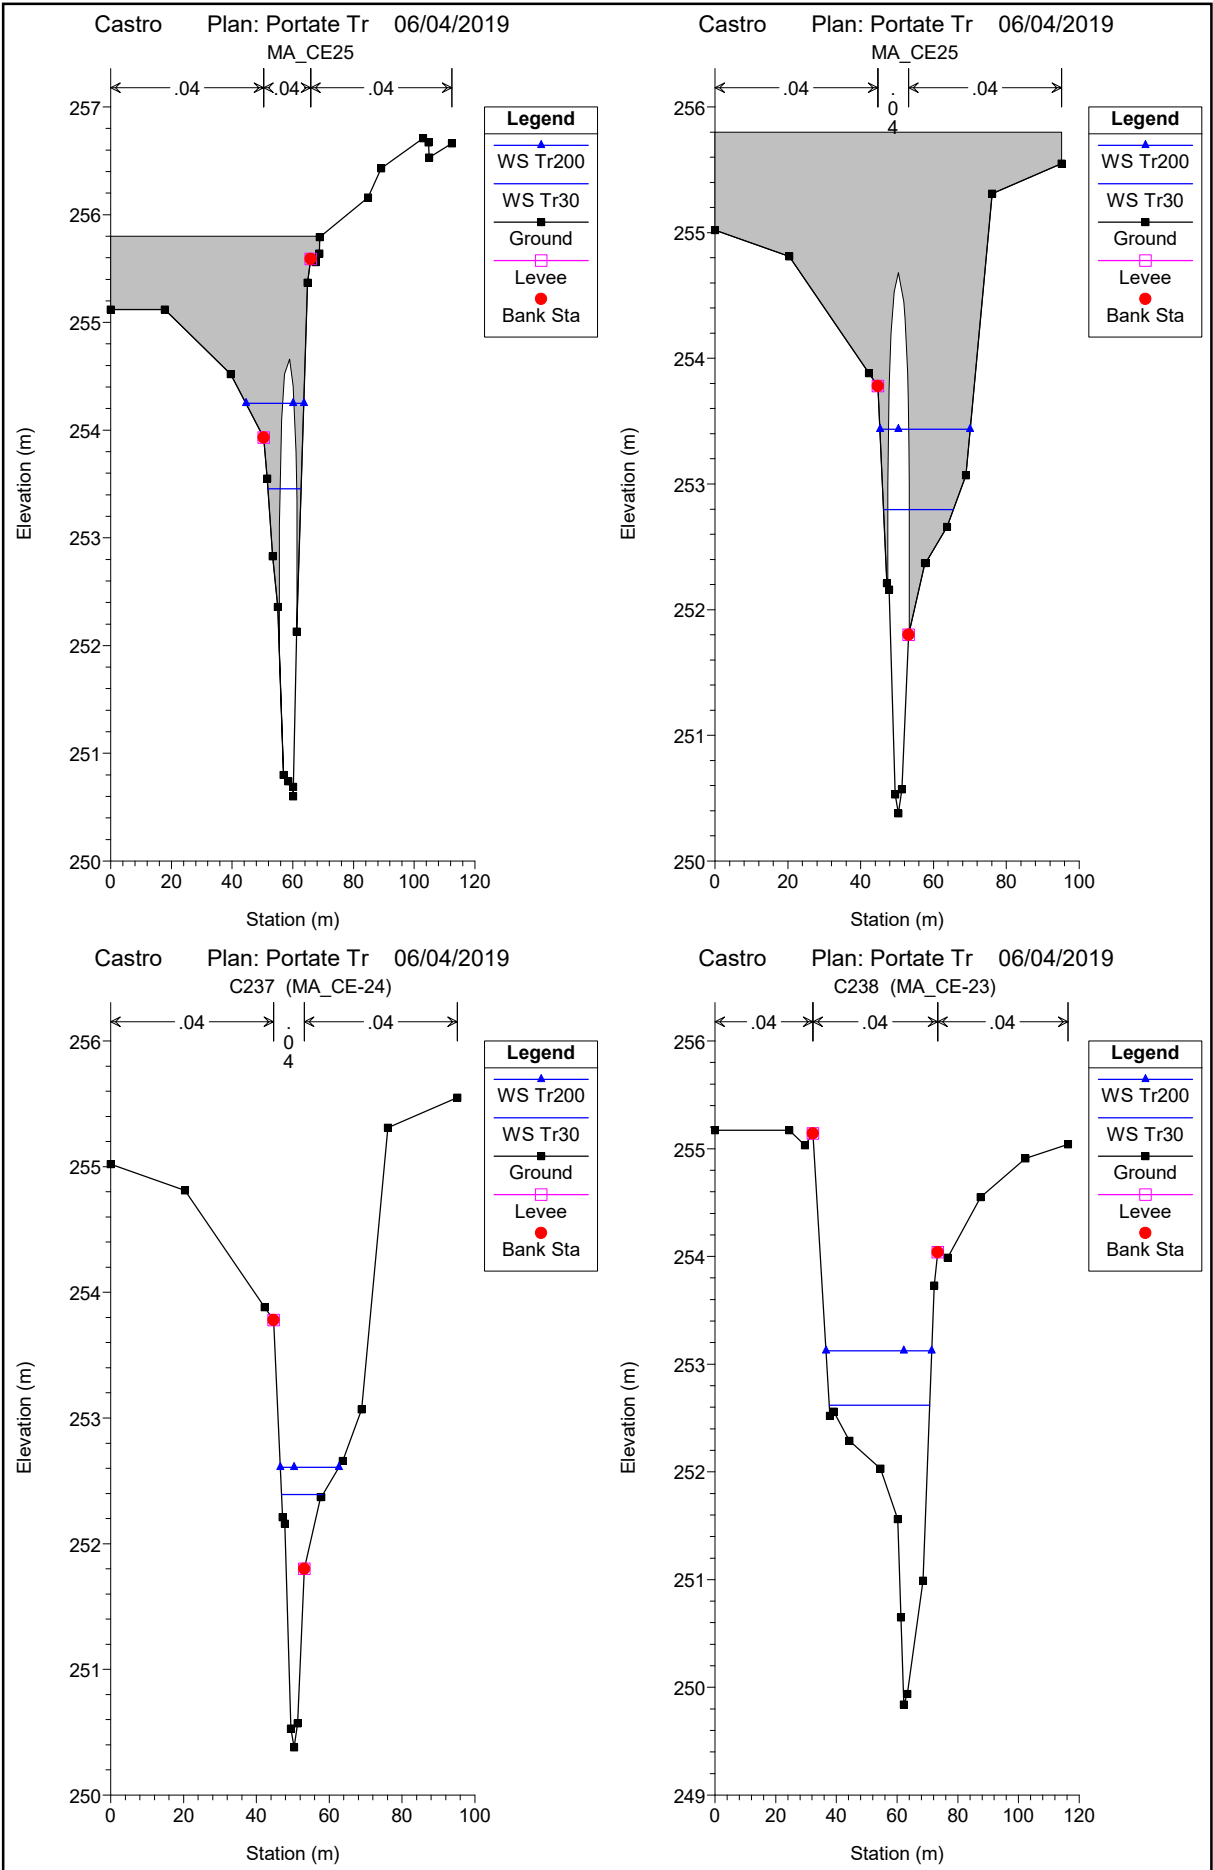 Castro Plan: Portate Tr 06/04/2019
MA_CE25
.04 .04 .04
257
256
255
254
253
252
251
250
0 20 40 60 80 100 120
Elevation (m)
Station (m)
Legend
WS Tr200
WS Tr30
Ground
Levee
Bank Sta
Castro Plan: Portate Tr 06/04/2019
MA_CE25
.04 .04 .04
256
255
254
253
252
251
250
0 20 40 60 80 100
Elevation (m)
Station (m)
Legend
WS Tr200
WS Tr30
Ground
Levee
Bank Sta
Castro Plan: Portate Tr 06/04/2019
C237 (MA_CE-24)
.04 .04 .04
256
255
254
253
252
251
250
0 20 40 60 80 100
Elevation (m)
Station (m)
Legend
WS Tr200
WS Tr30
Ground
Levee
Bank Sta
Castro Plan: Portate Tr 06/04/2019
C238 (MA_CE-23)
.04 .04 .04
256
255
254
253
252
251
250
249
0 20 40 60 80 100 120
Elevation (m)
Station (m)
Legend
WS Tr200
WS Tr30
Ground
Levee
Bank Sta